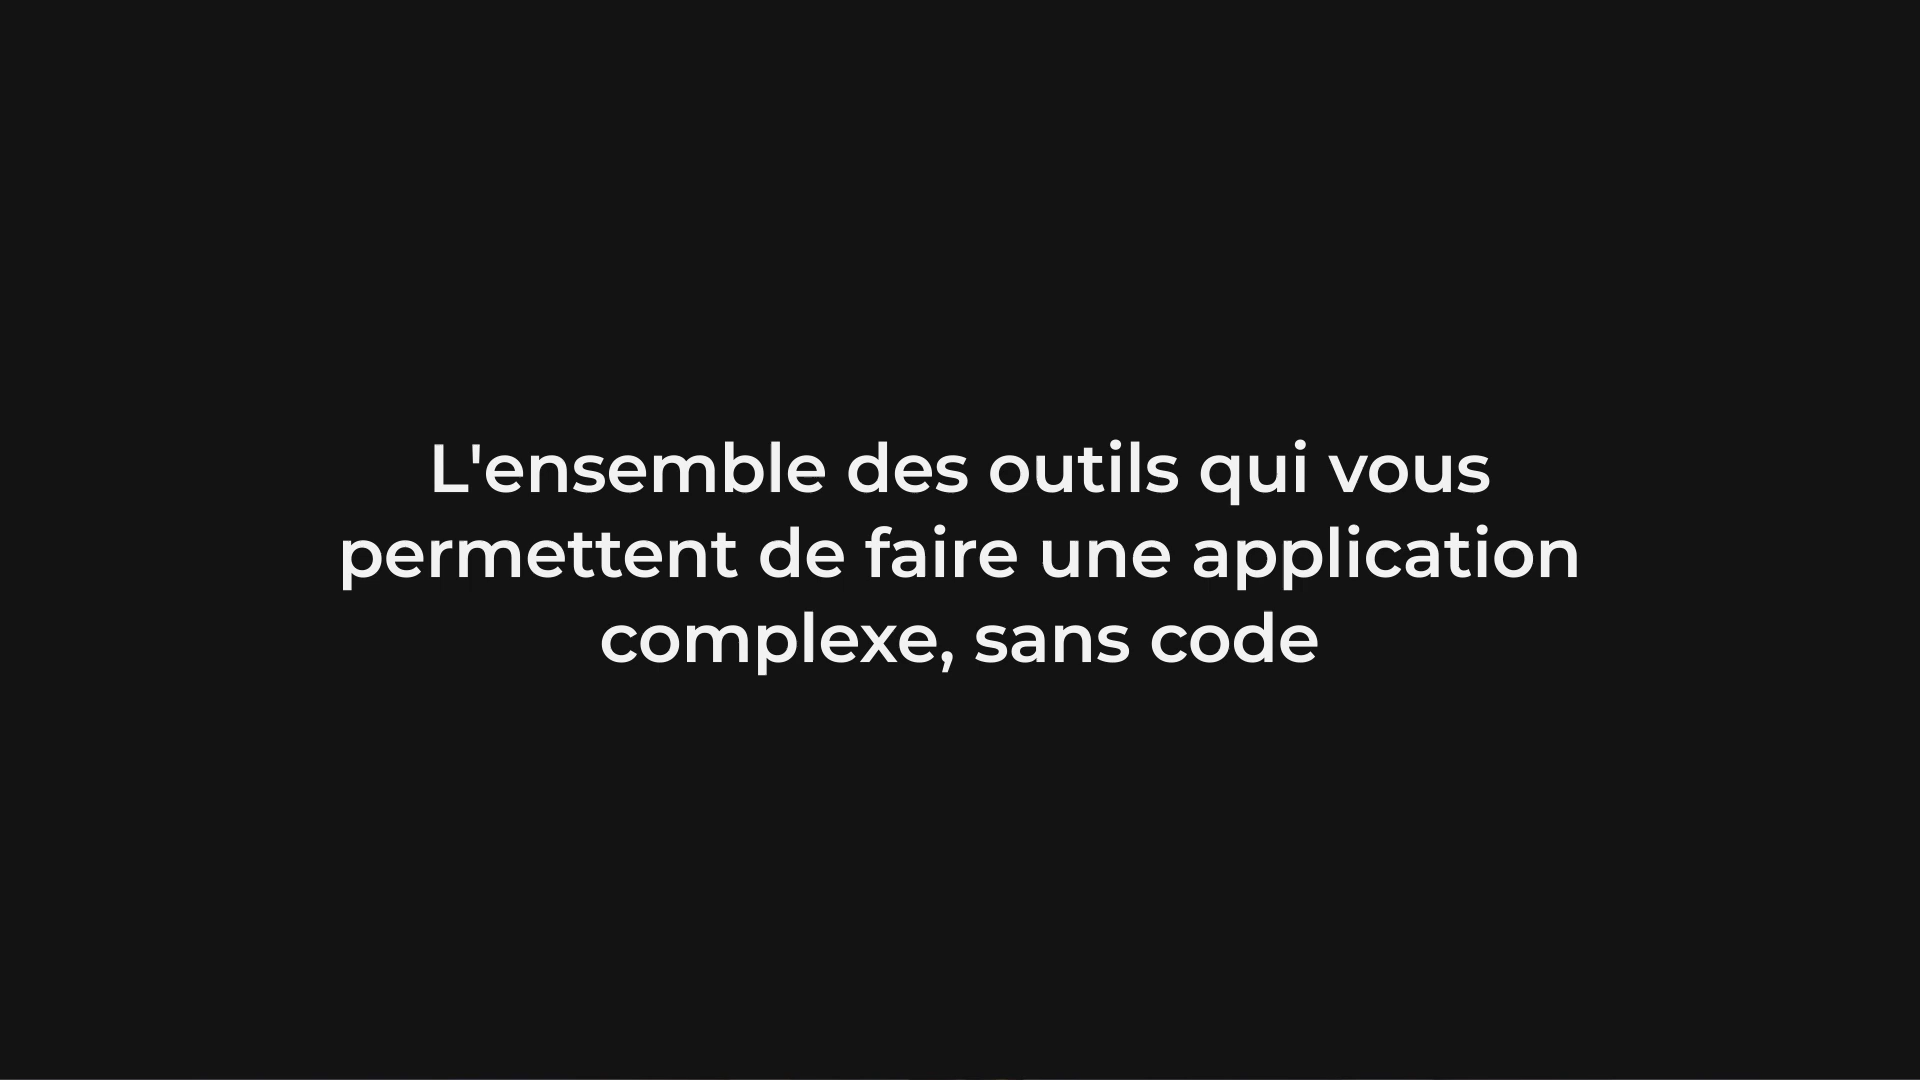 L'ensemble des outils qui vous
permettent de faire une application
complexe, sans code